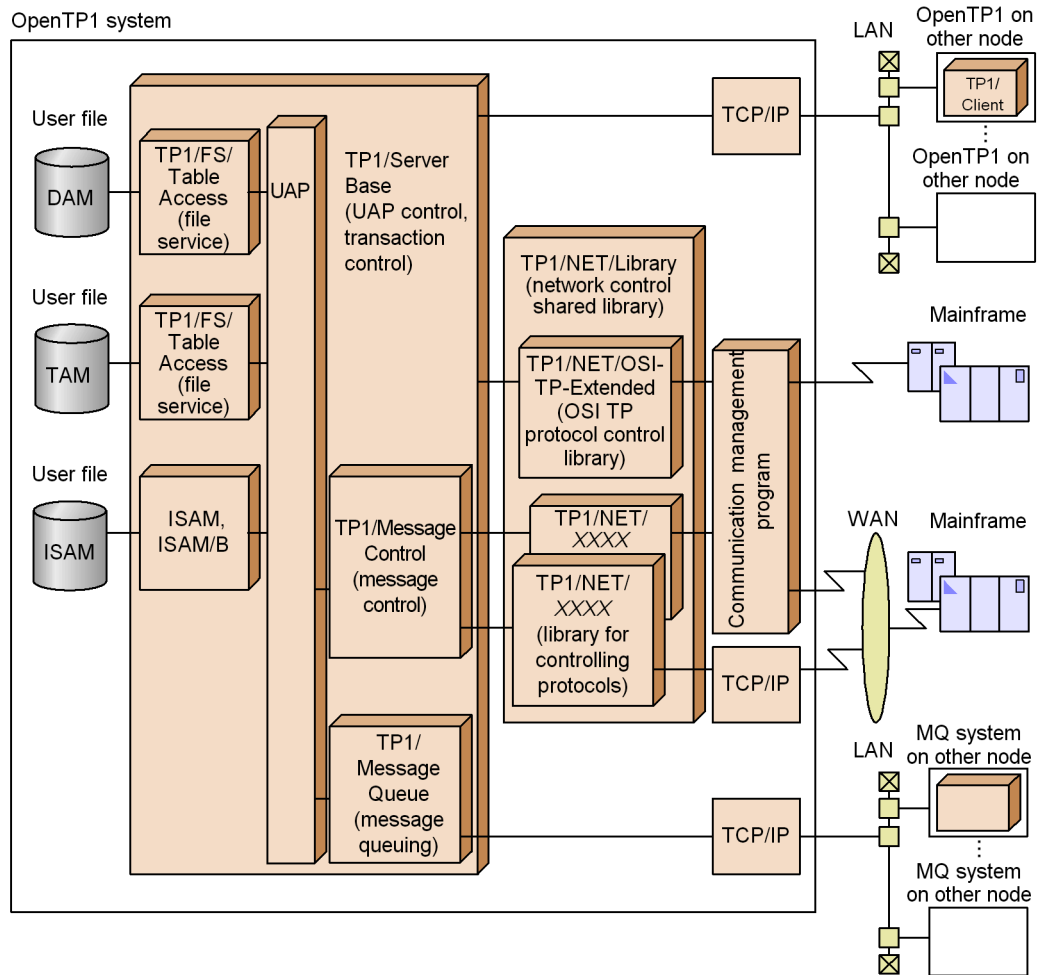 OpenTP1 system
User file
DAM
TP1/FS/
Table
Access
(file
service)
User file
TAM
TP1/FS/
Table
Access
(file
service)
User file
ISAM
ISAM,
ISAM/B
UAP
TP1/Server
Base
(UAP control,
transaction
control)
TP1/Message
Control
(message
control)
TP1/
Message
Queue
(message
queuing)
TP1/NET/Library
(network control
shared library)
TP1/NET/OSI-
TP-Extended
(OSI TP
protocol control
library)
TP1/NET/
XXXX
TP1/NET/
XXXX
(library for
controlling
protocols)
TCP/IP
Communication management
program
TCP/IP
TCP/IP
LAN
OpenTP1 on
other node
TP1/
Client
OpenTP1 on
other node
Mainframe
WAN
Mainframe
LAN
MQ system
on other node
MQ system
on other node